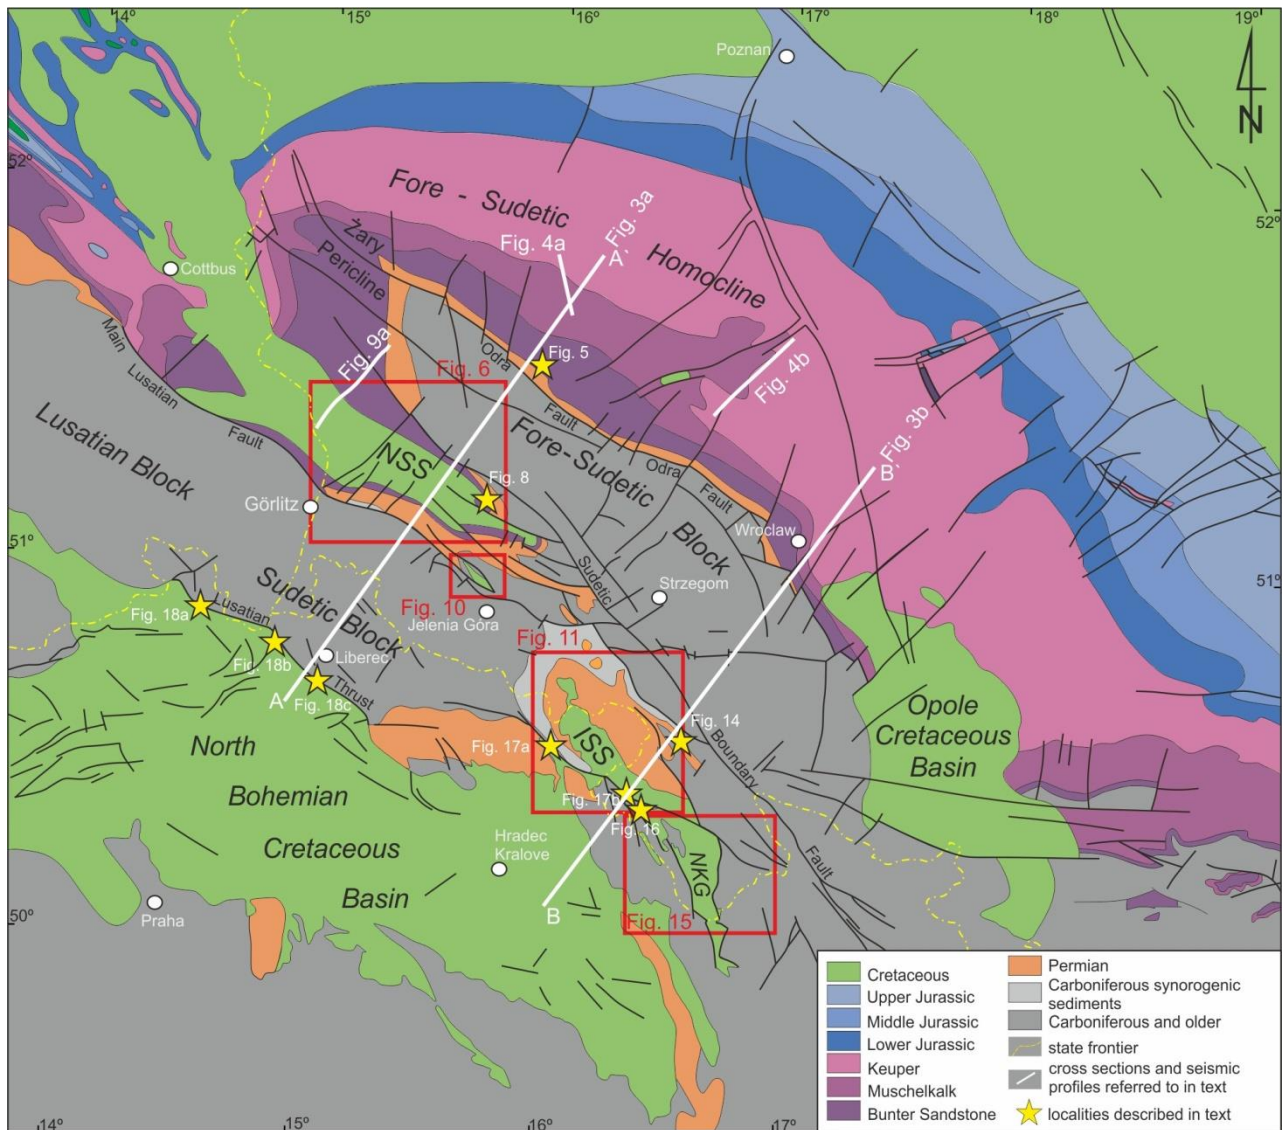 14°
15°
16°
17°
18°
19°
Poznan
N
52°
52°
Fore - Sudetic
Homocline
Żary
Pericline
Fig. 4a
Fig. 3a
A'
Cottbus
Fig. 9a
Fig. 6
Odra
Fault
Odra
Fault
Fig. 5
Fig. 4b
Fig. 3b
B'
Main
Lusatian
Fault
Lusatian Block
NSS
Fore-Sudetic
Block
Fig. 8
Görlitz
Wroclaw
51°
51°
Sudetic
Boundary
Fault
Strzegom
Sudetic Block
Fig. 10
Jelenia Góra
Lusatian
Thrust
Fig. 18a
Fig. 18b
Liberec
A
Fig. 18c
Fig. 11
ISS
Fig. 14
Fig. 17a
Fig. 17b
Fig. 16
Opole
Cretaceous
Basin
North
Bohemian
Cretaceous
Basin
Hradec
Kralove
NKG
B
Fig. 15
Praha
50°
14°
15°
16°
17°
Cretaceous
Upper Jurassic
Middle Jurassic
Lower Jurassic
Keuper
Muschelkalk
Bunter Sandstone
Permian
Carboniferous synorogenic
sediments
Carboniferous and older
state frontier
cross sections and seismic
profiles referred to in text
localities described in text